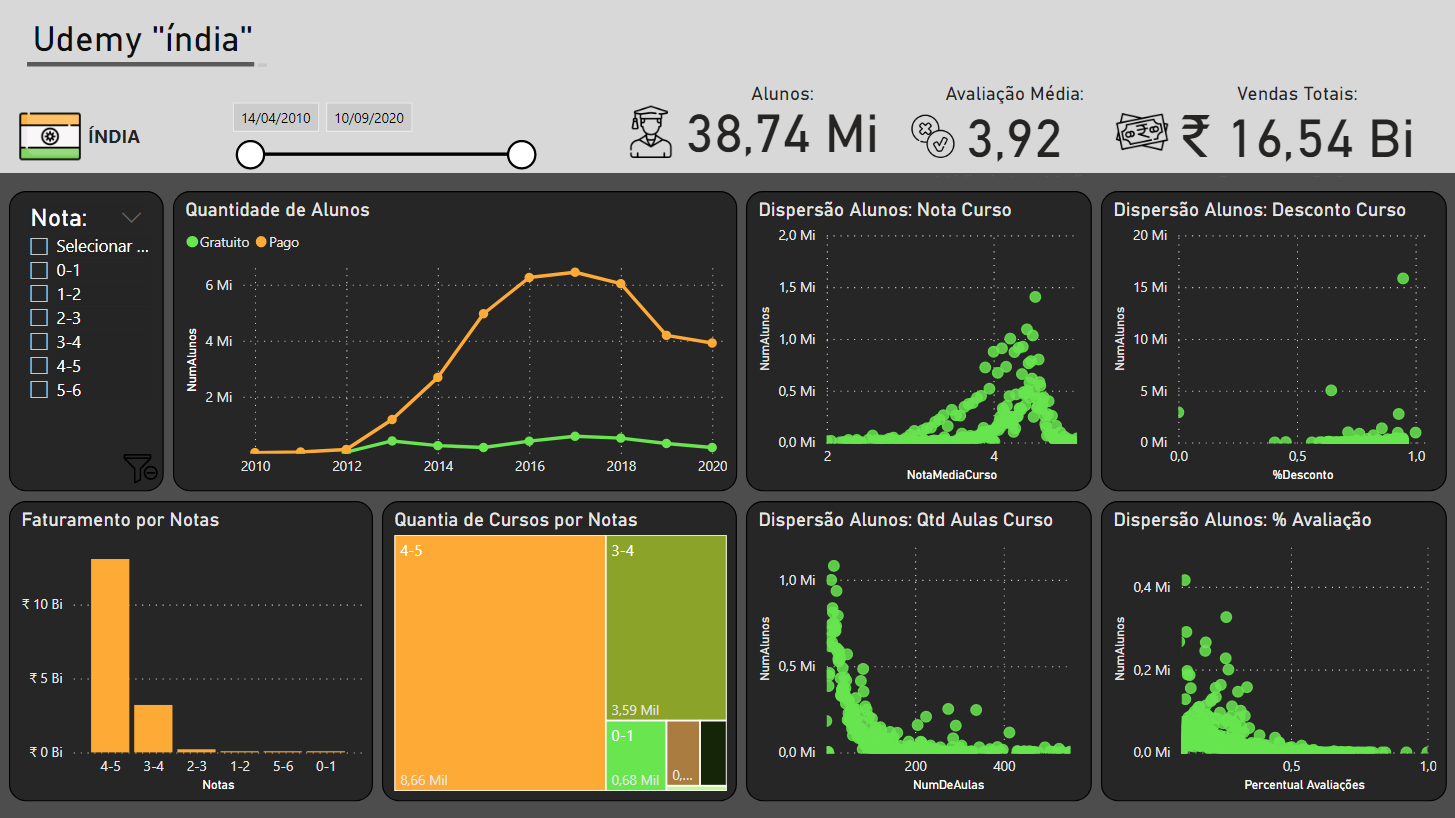 Udemy "índia"
ÍNDIA
14/04/2010 10/09/2020
Alunos:
38,74 Mi
Avaliação Média:
3,92
Vendas Totais:
₹ 16,54 Bi
Nota:
Selecionar ...
0-1
1-2
2-3
3-4
4-5
5-6
Quantidade de Alunos
Gratuito Pago
NumAlunos
6 Mi
4 Mi
2 Mi
2010 2012 2014 2016 2018 2020
Dispersão Alunos: Nota Curso
NumAlunos
2,0 Mi
1,5 Mi
1,0 Mi
0,5 Mi
0,0 Mi
2 4
NotaMediaCurso
Dispersão Alunos: Desconto Curso
NumAlunos
20 Mi
15 Mi
10 Mi
5 Mi
0 Mi
0,0 0,5 1,0
%Desconto
Faturamento por Notas
₹ 10 Bi
₹ 5 Bi
₹ 0 Bi
4-5 3-4 2-3 1-2 5-6 0-1
Notas
Quantia de Cursos por Notas
4-5
8,66 Mil
3-4
3,59 Mil
0-1
0,68 Mil
0,...
Dispersão Alunos: Qtd Aulas Curso
NumAlunos
1,0 Mi
0,5 Mi
0,0 Mi
200 400
NumDeAulas
Dispersão Alunos: % Avaliação
NumAlunos
0,4 Mi
0,2 Mi
0,0 Mi
0,5 1,0
Percentual Avaliações